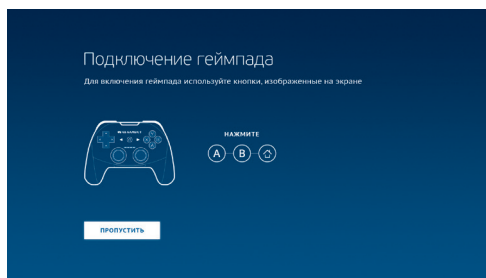 Подключение геймпада
Для включения геймпада используйте кнопки, изображенные на экране
НАЖМИТЕ
A B
ПРОПУСТИТЬ